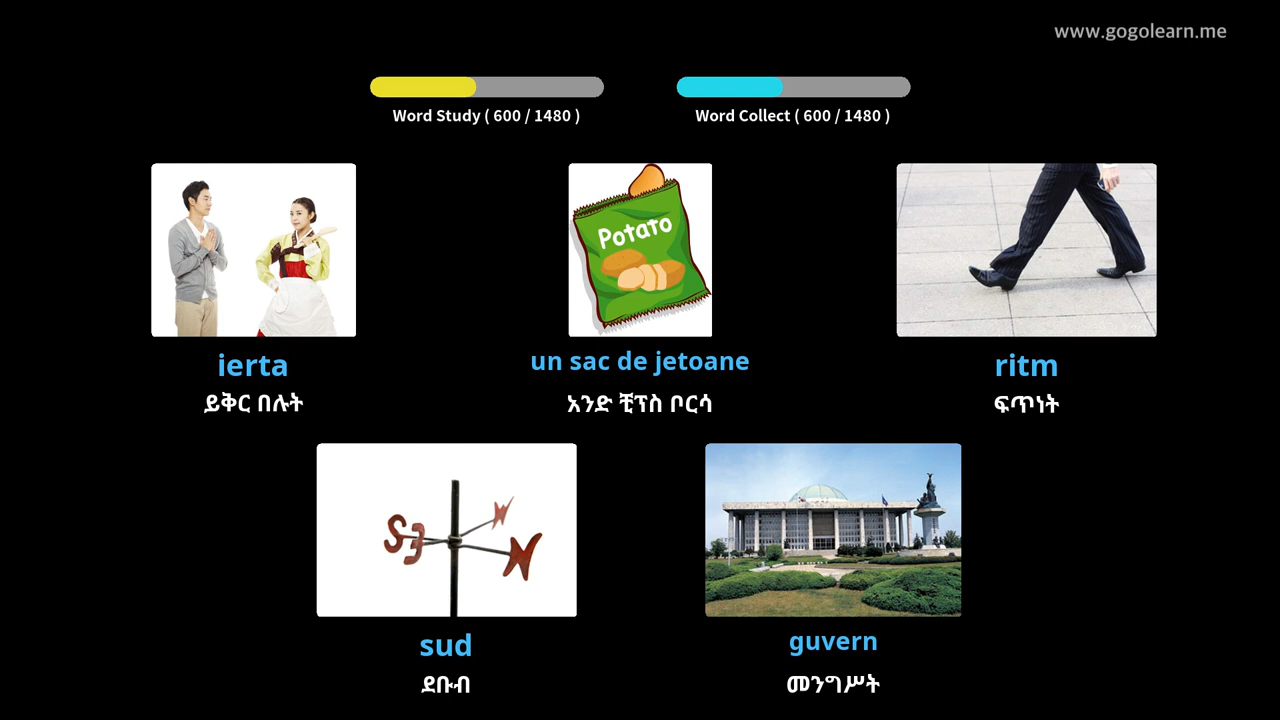 www.gogolearn.me
Word Study ( 600 / 1480 )
Word Collect ( 600 / 1480 )
Potato
ierta
un sac de jetoane
ritm
ይቅር በሉት
አንድ ቺፕስ ቦርሳ
ፍጥነት
S
E
N
sud
guvern
ደቡብ
መንግሥት